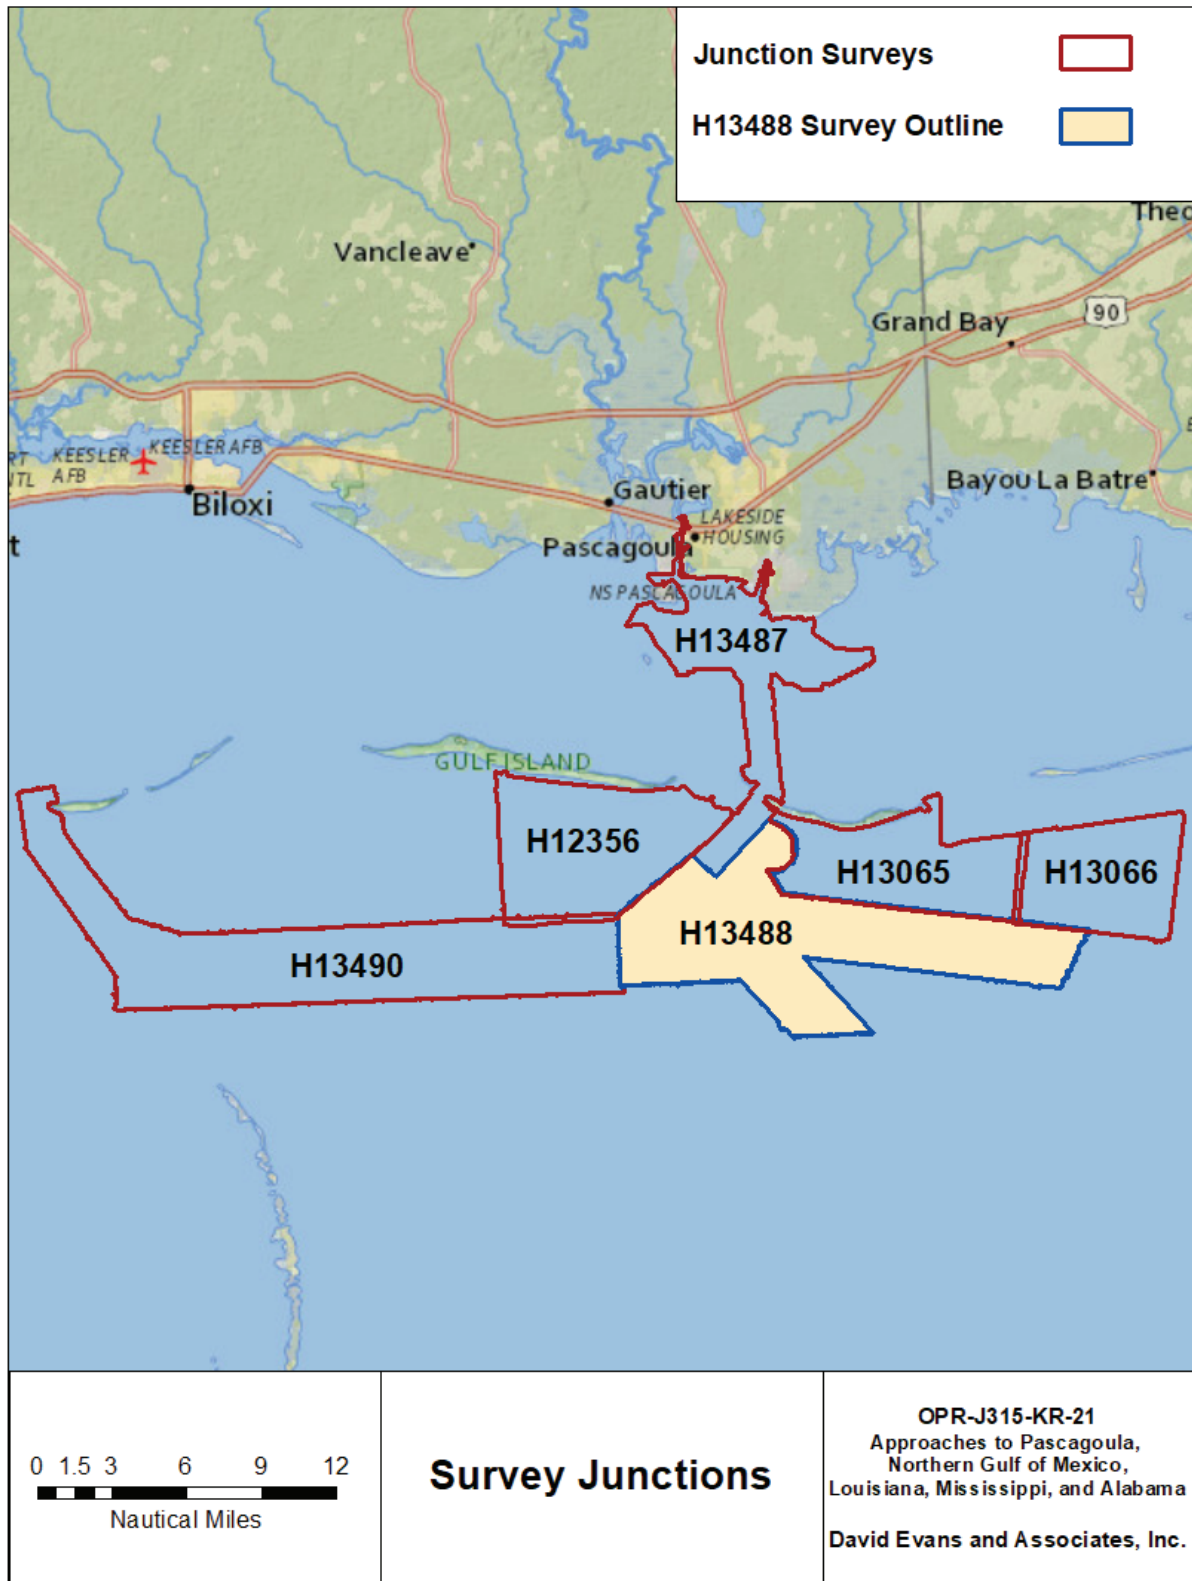 Junction Surveys
H13488 Survey Outline
Theo
Vancleave
Grand Bay
90
KEESLER AFB
KEESLER
AFB
RT
NTL
Biloxi
Gautier
Bayou La Batre
LAKESIDE
HOUSING
Pascagoula
t
NS PASCAGOULA
H13487
GULF ISLAND
H12356
H13065
H13066
H13488
H13490
0 1.5 3 6 9 12
Nautical Miles
Survey Junctions
OPR-J315-KR-21
Approaches to Pascagoula,
Northern Gulf of Mexico,
Louisiana, Mississippi, and Alabama
David Evans and Associates, Inc.